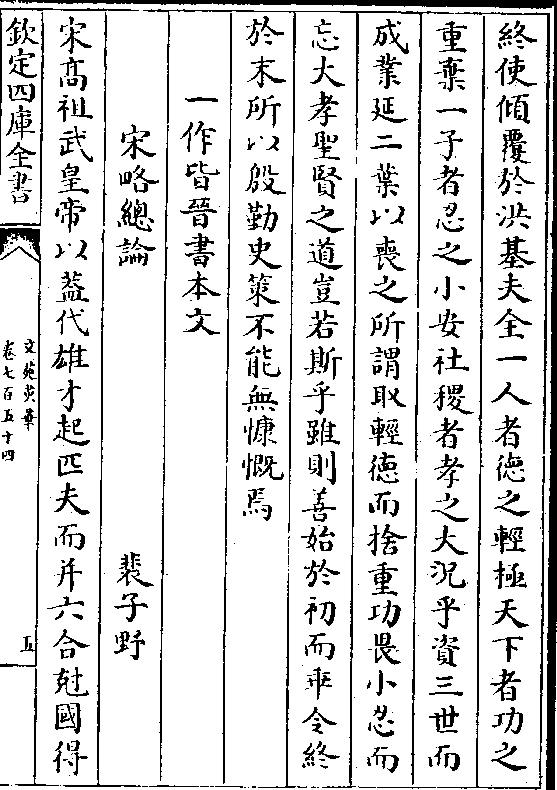 終使傾覆於洪基夫全一人者德之輕極天下者功之
重棄一子者忍之小安社稷者孝之大況乎資三世而
成業延二葉以喪之所謂取輕德而捨重功畏小忍而
忘大孝聖賢之道豈若斯乎雖則善始於初而乖令終
於末所以殷勤史策不能無慷慨焉
一作皆晉書本文
宋略總論　裴子野
宋髙祖武皇帝以葢代雄才起匹夫而并六合尅國得
欽定四庫全書
文苑英華
卷七百五十四
五